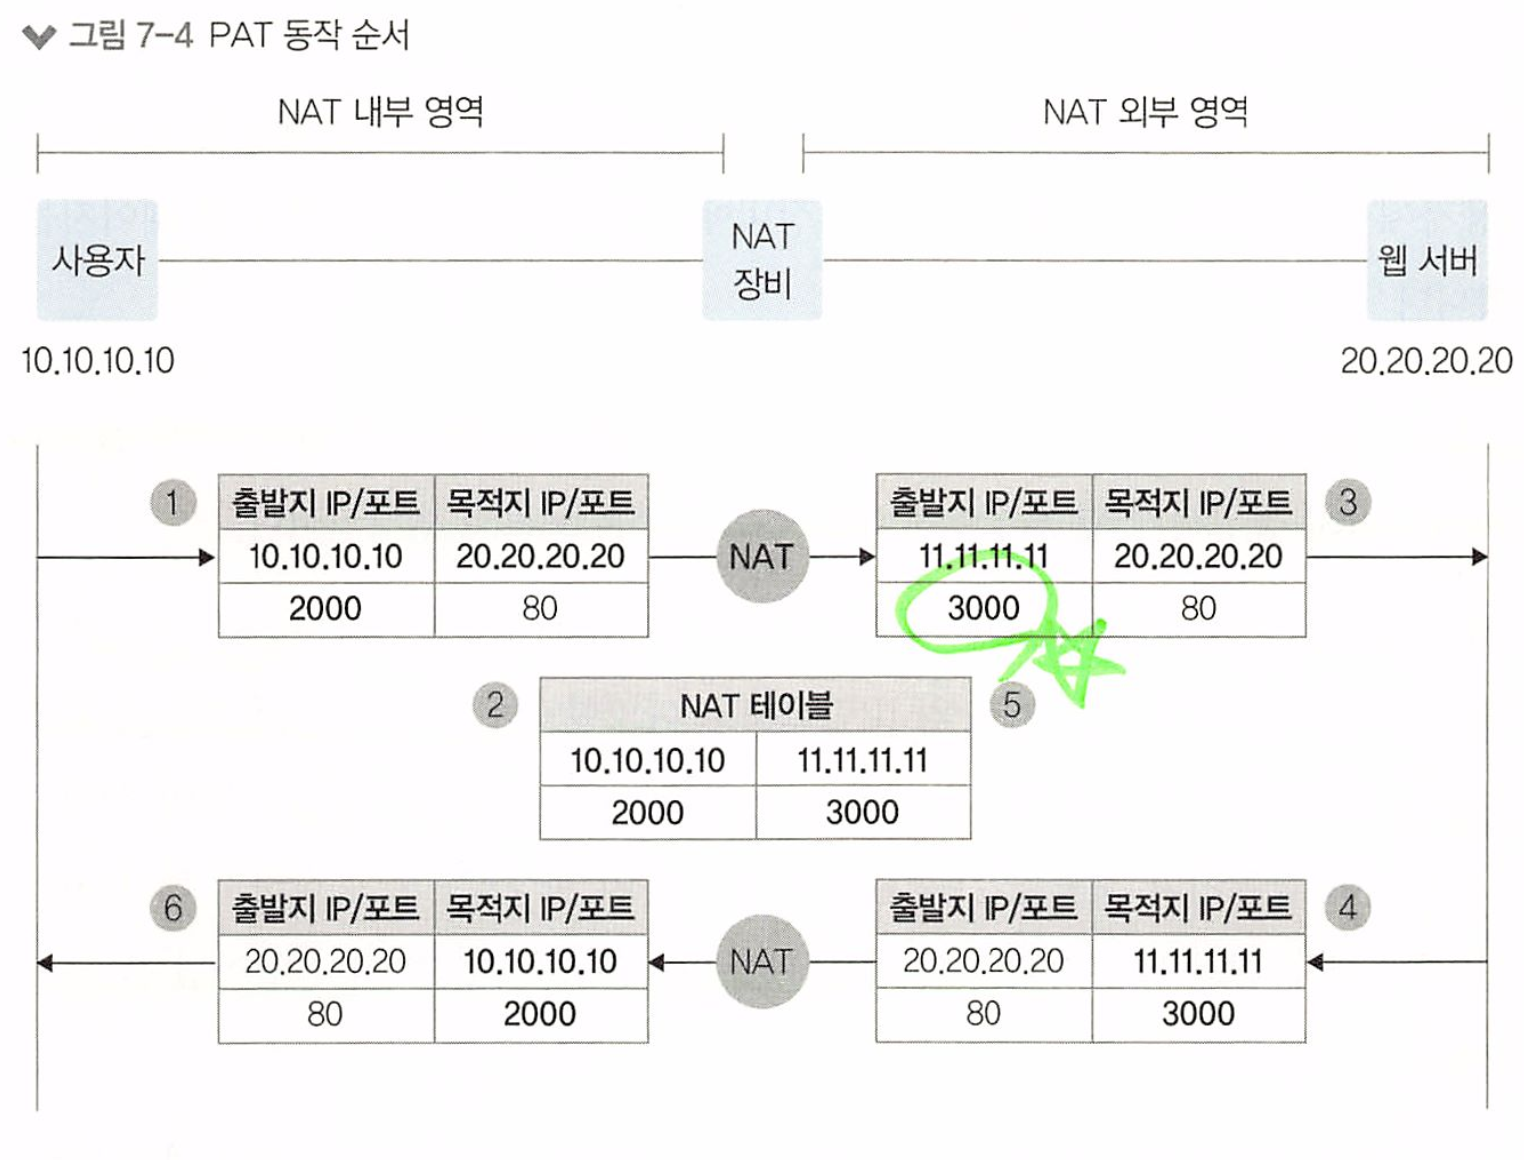 그림 7-4 PAT 동작 순서
NAT 내부 영역 NAT 외부 영역
사용자 NAT 장비 웹 서버
10.10.10.10 20.20.20.20
1 출발지 IP/포트 목적지 IP/포트 출발지 IP/포트 목적지 IP/포트 3
10.10.10.10 20.20.20.20 NAT 11.11.11.11 20.20.20.20
2000 80 3000 80
2 NAT 테이블 5
10.10.10.10 11.11.11.11
2000 3000
6 출발지 IP/포트 목적지 IP/포트 출발지 IP/포트 목적지 IP/포트 4
20.20.20.20 10.10.10.10 NAT 20.20.20.20 11.11.11.11
80 2000 80 3000